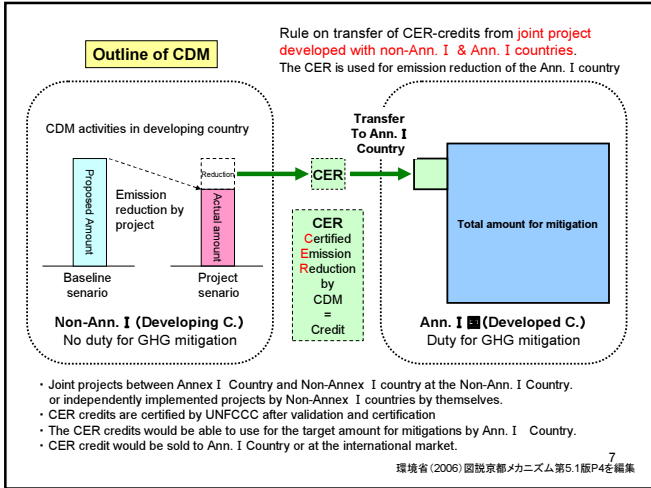 Outline of CDM
Rule on transfer of CER-credits from joint project
developed with non-Ann. I & Ann. I countries.
The CER is used for emission reduction of the Ann. I country
CDM activities in developing country
Proposed Amount
Emission
reduction by
project
Reduction
Actual amount
Baseline
senario
Project
senario
Non-Ann. I (Developing C.)
No duty for GHG mitigation
CER
CER
Certified
Emission
Reduction
by
CDM
=
Credit
Transfer
To Ann. I
Country
Total amount for mitigation
Ann. I 国(Developed C.)
Duty for GHG mitigation
・Joint projects between Annex I Country and Non-Annex I country at the Non-Ann. I Country.
or independently implemented projects by Non-Ann. I countries by themselves.
・CER credits are certified by UNFCCC after validation and certification
・The CER credits would be able to use for the target amount for mitigations by Ann. I Country.
・CER credit would be sold to Ann. I Country or at the international market.
7
環境省(2006)図説京都メカニズム第5.1版P4を編集